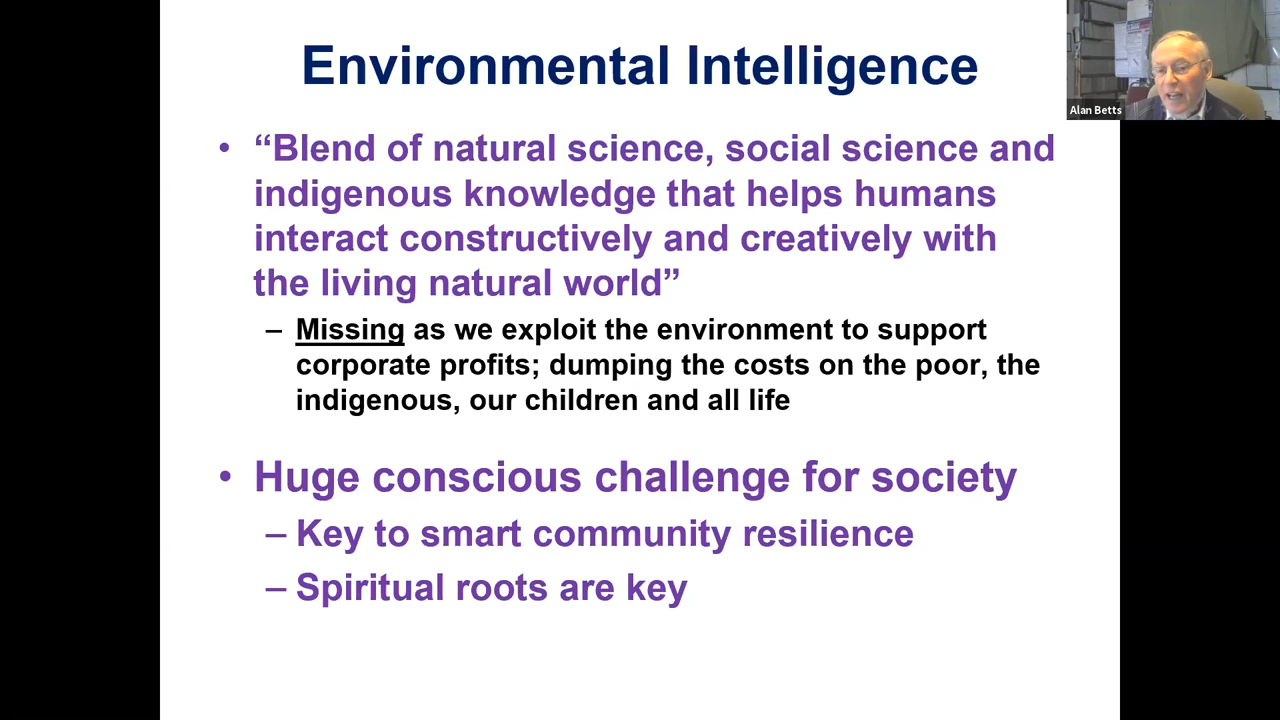 Environmental Intelligence
Alan Betts
• “Blend of natural science, social science and
indigenous knowledge that helps humans
interact constructively and creatively with
the living natural world”
– Missing as we exploit the environment to support
corporate profits; dumping the costs on the poor, the
indigenous, our children and all life
• Huge conscious challenge for society
– Key to smart community resilience
– Spiritual roots are key